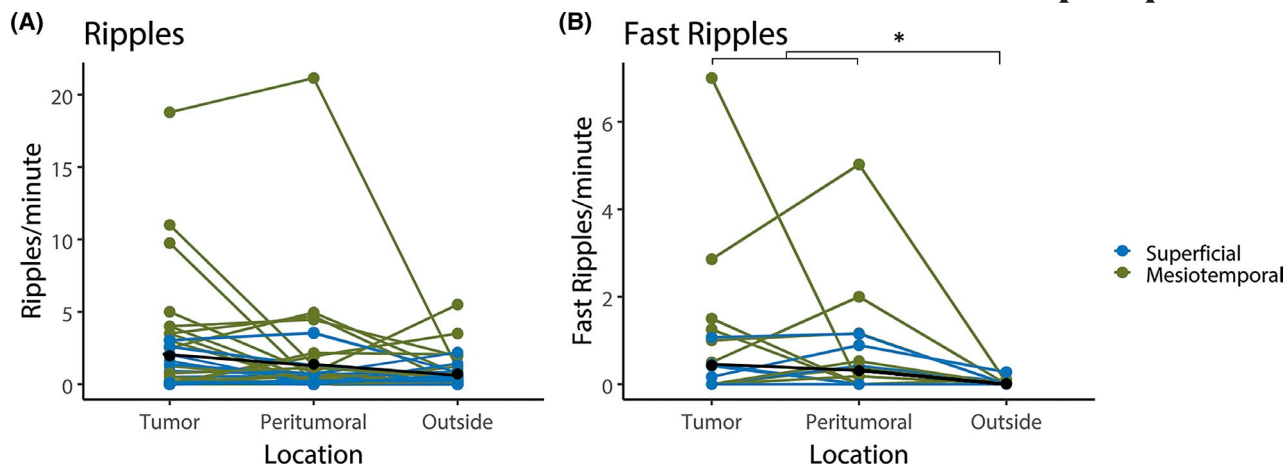 (A) Ripples
20
15
10
5
0
Ripples/minute
Tumor Peritumoral Outside
Location
(B) Fast Ripples
*
6
4
2
0
Fast Ripples/minute
Tumor Peritumoral Outside
Location
Superficial
Mesiotemporal